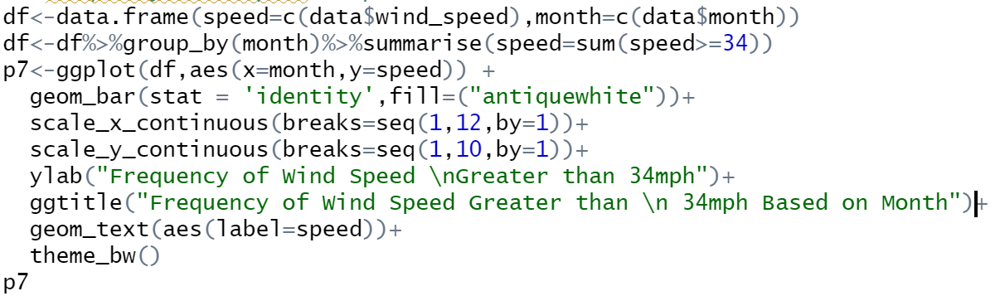 df<-data.frame(speed=c(data$wind_speed),month=c(data$month))
df<-df%>%group_by(month)%>%summarise(speed=sum(speed>=34))
p7<-ggplot(df,aes(x=month,y=speed)) +
  geom_bar(stat = 'identity',fill=("antiquewhite"))+
  scale_x_continuous(breaks=seq(1,12,by=1))+
  scale_y_continuous(breaks=seq(1,10,by=1))+
  ylab("Frequency of Wind Speed \nGreater than 34mph")+
  ggtitle("Frequency of Wind Speed Greater than \n 34mph Based on Month")+
  geom_text(aes(label=speed))+
  theme_bw()
p7